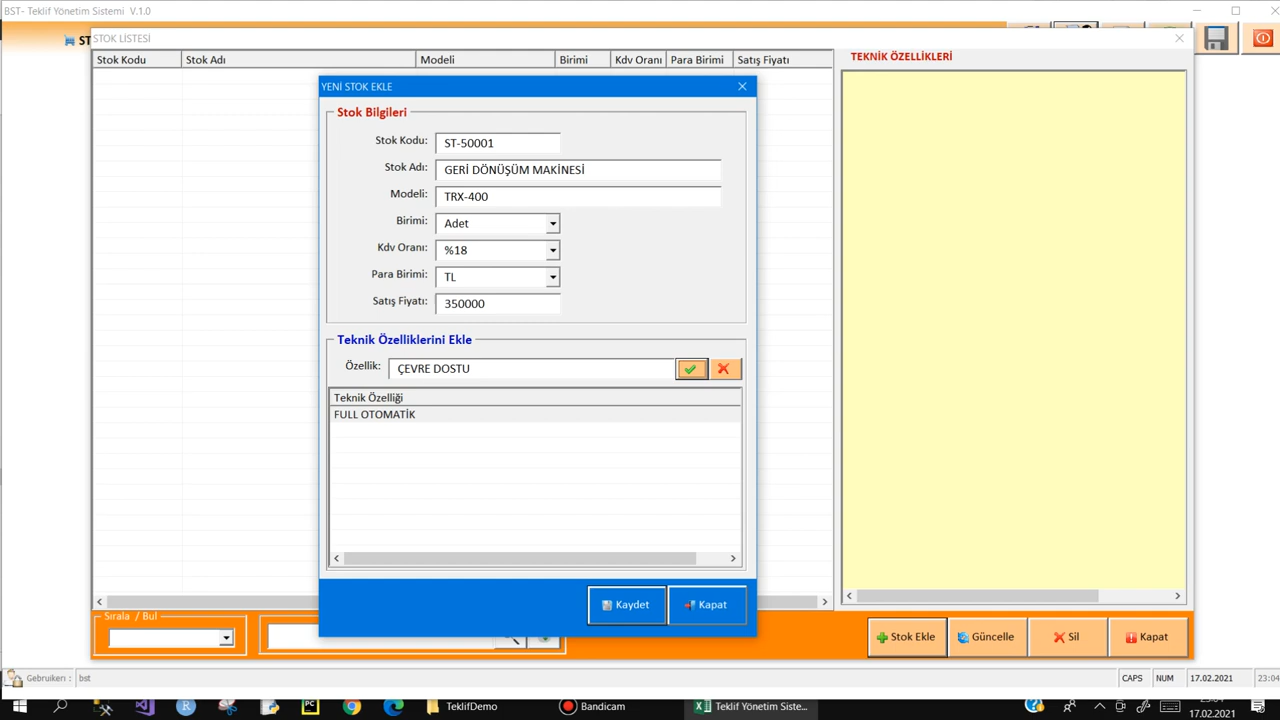 BST- Teklif Yönetim Sistemi V.1.0
ST
STOK LİSTESİ
Stok Kodu Stok Adı Modeli Birimi Kdv Oranı Para Birimi Satış Fiyatı
TEKNİK ÖZELLİKLERİ
YENİ STOK EKLE
Stok Bilgileri
Stok Kodu: ST-50001
Stok Adı: GERİ DÖNÜŞÜM MAKİNESİ
Modeli: TRX-400
Birimi: Adet
Kdv Oranı: %18
Para Birimi: TL
Satış Fiyatı: 350000
Teknik Özelliklerini Ekle
Özellik: ÇEVRE DOSTU
Teknik Özelliği
FULL OTOMATİK
Kaydet Kapat
Sırala / Bul
Stok Ekle Güncelle Sil Kapat
bst CAPS NUM 17.02.2021 23:04
TeklifDemo Bandicam Teklif Yönetim Siste...
17.02.2021